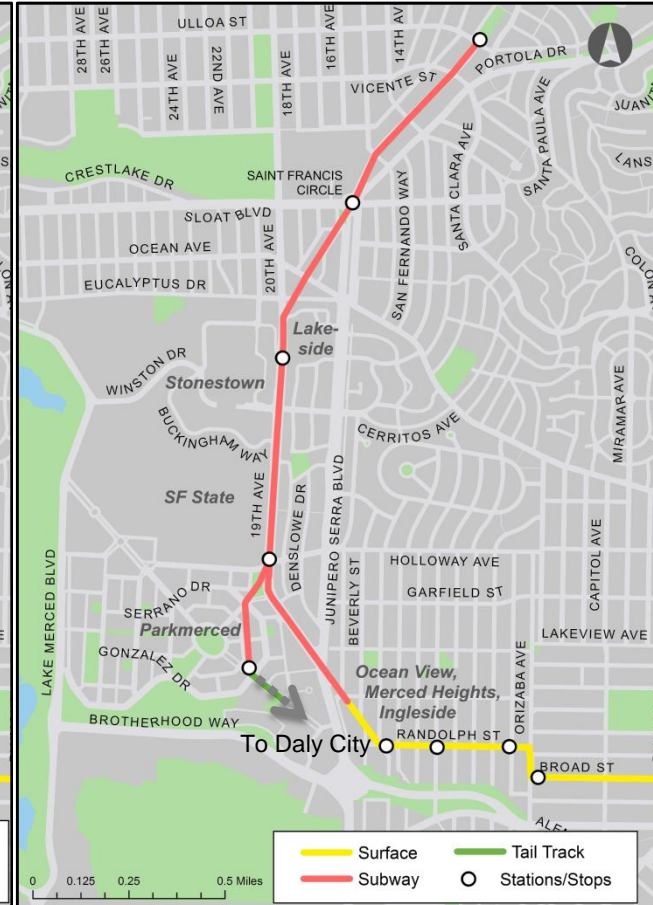 ULLOA ST
28TH AVE
26TH AVE
24TH AVE
22ND AVE
18TH AVE
16TH AVE
14TH AV
PORTOLA DR
VICENTE ST
JUANIT
SANTA PAULA AVE
LANS
SANTA CLARA AVE
CRESTLAKE DR
SAINT FRANCIS
CIRCLE
SLOAT BLVD
SAN FERNANDO WAY
OCEAN AVE
20TH AVE
COLON A
EUCALYPTUS DR
Lake-
side
WINSTON DR
Stonestown
MIRAMAR AVE
BUCKINGHAM WAY
CERRITOS AVE
SF State
19TH AVE
DENSLOWE DR
JUNIPERO SERRA BLVD
HOLLOWAY AVE
BEVERLY ST
GARFIELD ST
CAPITOL AVE
SERRANO DR
Parkmerced
LAKEVIEW AVE
LAKE MERCED BLVD
GONZALEZ DR
Ocean View,
Merced Heights,
Ingleside
ORIZABA AVE
BROTHERHOOD WAY
RANDOLPH ST
To Daly City
BROAD ST
ALEM
Surface
Tail Track
Subway
Stations/Stops
0 0.125 0.25 0.5 Miles